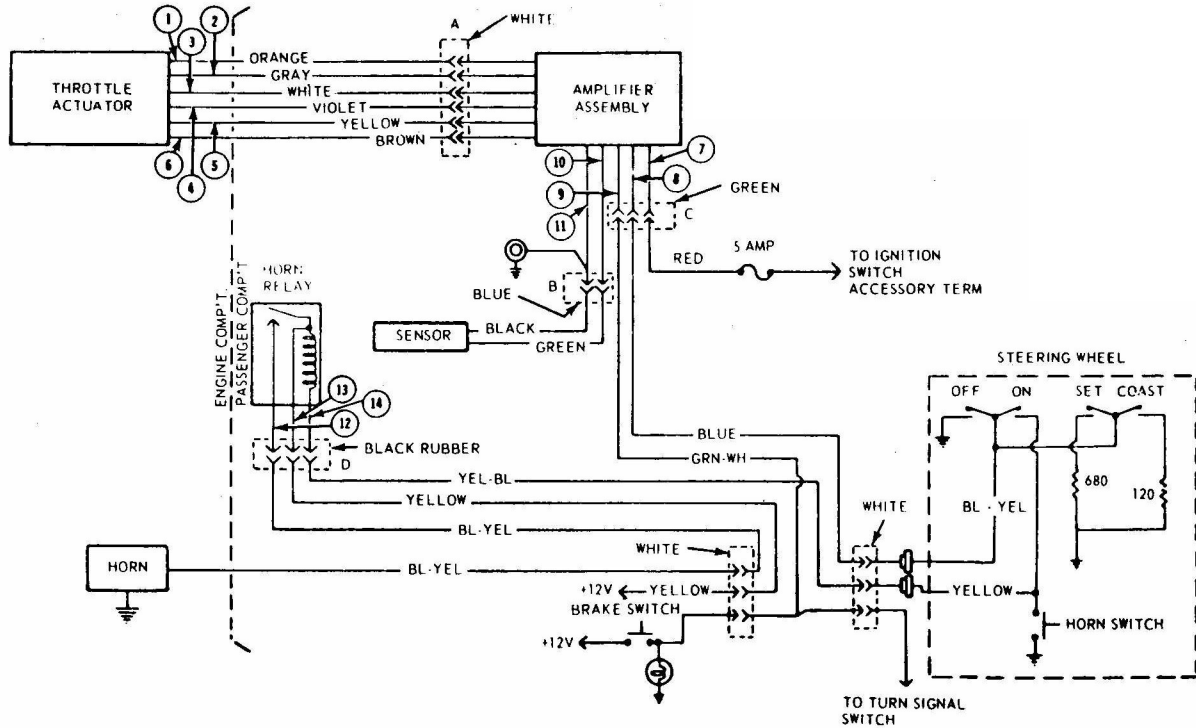 1
2
3
A
WHITE
ORANGE
GRAY
WHITE
VIOLET
YELLOW
BROWN
THROTTLE
ACTUATOR
AMPLIFIER
ASSEMBLY
6
4
5
10
7
8
9
11
GREEN
C
RED
5 AMP
TO IGNITION
SWITCH
ACCESSORY TERM
B
BLUE
SENSOR
BLACK
GREEN
HORN
RELAY
ENGINE COMP'T.
PASSENGER COMP'T
13
14
12
BLACK RUBBER
D
STEERING WHEEL
OFF
ON
SET
COAST
680
120
BL-YEL
BLUE
GRN-WH
YEL-BL
YELLOW
BL-YEL
WHITE
WHITE
HORN
BL-YEL
+12V
YELLOW
BRAKE SWITCH
+12V
YELLOW
HORN SWITCH
TO TURN SIGNAL
SWITCH